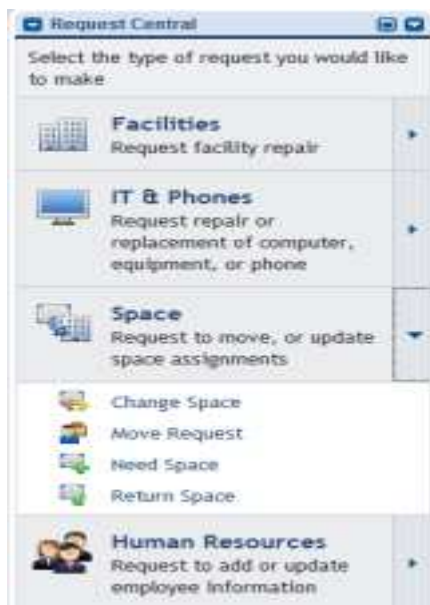 Request Central
Select the type of request you would like
to make
Facilities
Request facility repair
IT & Phones
Request repair or
replacement of computer,
equipment, or phone
Space
Request to move, or update
space assignments
Change Space
Move Request
Need Space
Return Space
Human Resources
Request to add or update
employee information